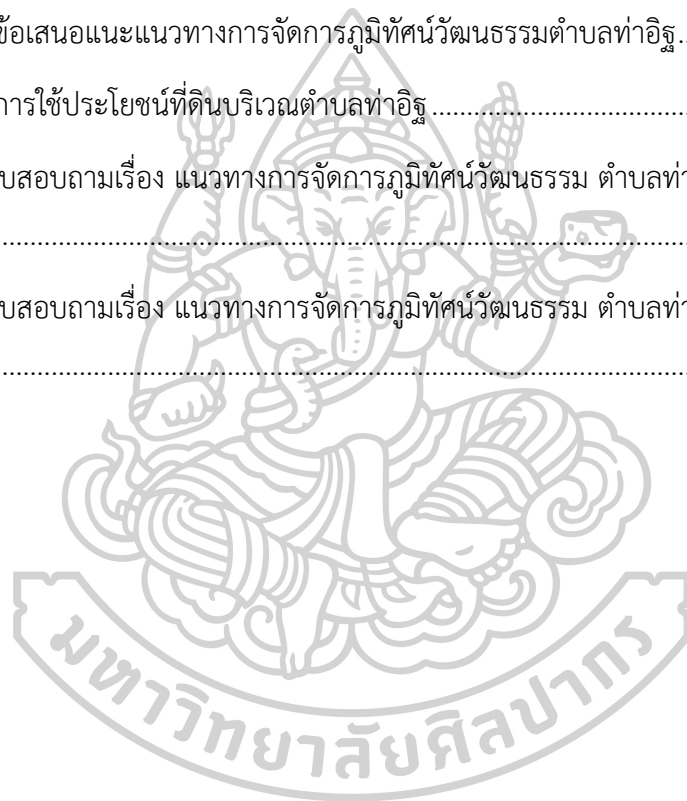 ข้อเสนอแนะแนวทางการจัดการภูมิทัศน์วัฒนธรรมตำบลท่าอิฐ..
การใช้ประโยชน์ที่ดินบริเวณตำบลท่าอิฐ....................................
บสอบถามเรื่อง แนวทางการจัดการภูมิทัศน์วัฒนธรรม ตำบลท่า
....................................................................................
บสอบถามเรื่อง แนวทางการจัดการภูมิทัศน์วัฒนธรรม ตำบลท่า
....................................................................................
มหาวิทยาลัยศิลปากร